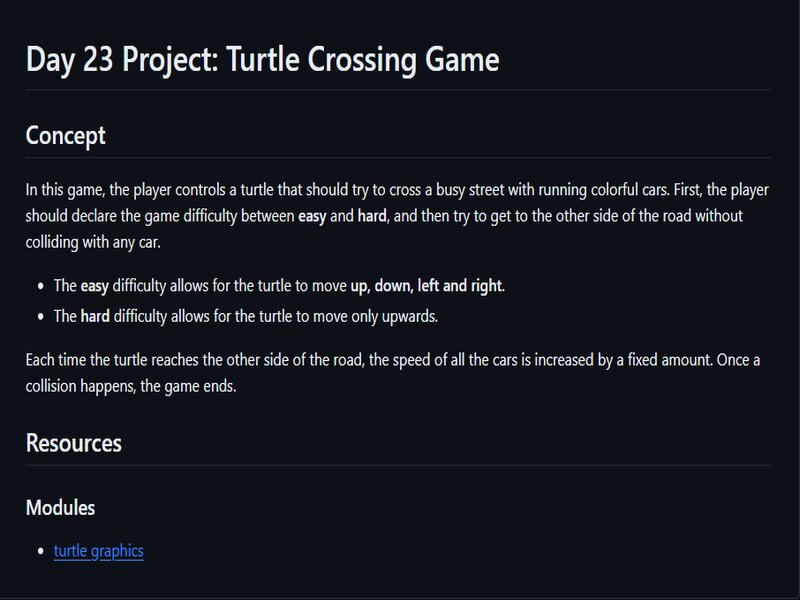 Day 23 Project: Turtle Crossing Game
Concept
In this game, the player controls a turtle that should try to cross a busy street with running colorful cars. First, the player
should declare the game difficulty between easy and hard, and then try to get to the other side of the road without
colliding with any car.
• The easy difficulty allows for the turtle to move up, down, left and right.
• The hard difficulty allows for the turtle to move only upwards.
Each time the turtle reaches the other side of the road, the speed of all the cars is increased by a fixed amount. Once a
collision happens, the game ends.
Resources
Modules
• turtle graphics